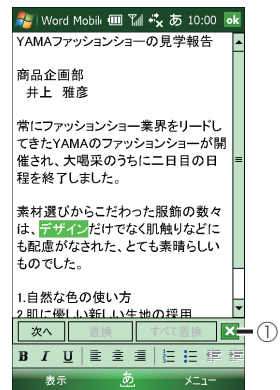 Word Mobile あ 10:00 ok
YAMAファッションショーの見学報告
商品企画部
井上 雅彦
常にファッションショー業界をリードし
てきたYAMAのファッションショーが開
催され、大喝采のうちに二日目の日
程を終了しました。
素材選びからこだわった服飾の数々
は、デザインだけでなく肌触りなどに
も配慮がなされた、とても素晴らしい
ものでした。
1.自然な色の使い方
2.肌に優しい新しい生地の採用
次へ 置換 すべて置換 ①
B I U
表示 あ メニュー